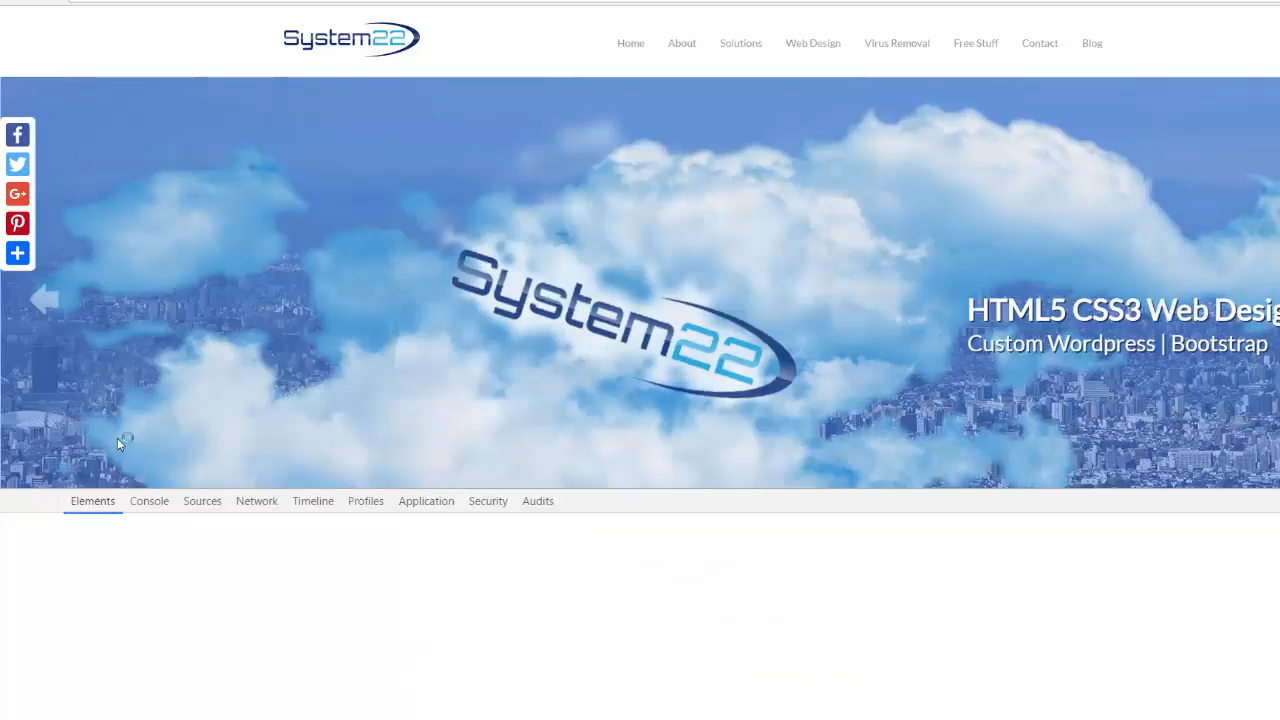 System22
Home About Solutions Web Design Virus Removal Free Stuff Contact Blog
System22
HTML5 CSS3 Web Desig
Custom Wordpress | Bootstrap
Elements Console Sources Network Timeline Profiles Application Security Audits